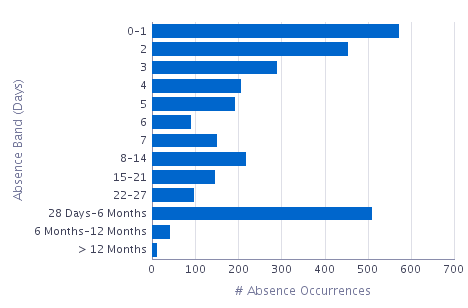 Absence Band (Days)
0–1
2
3
4
5
6
7
8–14
15–21
22–27
28 Days–6 Months
6 Months–12 Months
> 12 Months
0 100 200 300 400 500 600 700
# Absence Occurrences